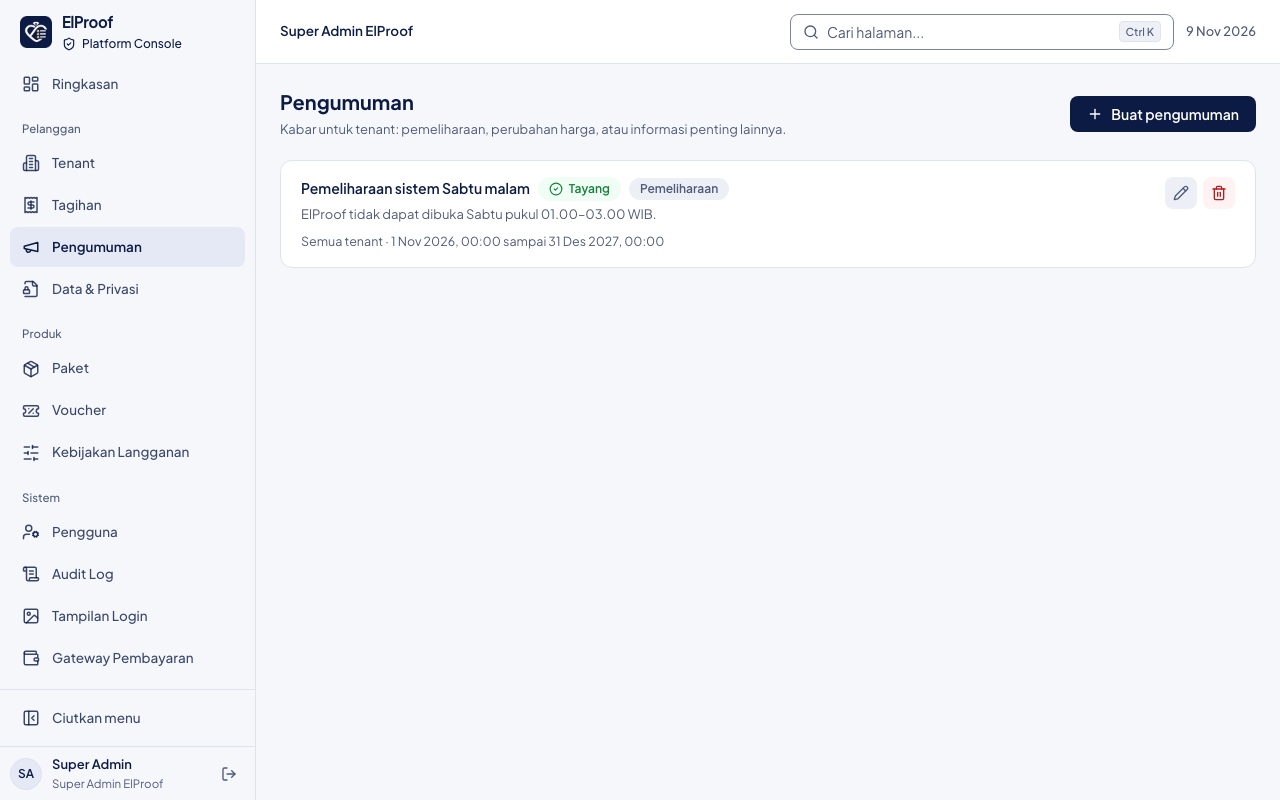 ElProof
Platform Console
Ringkasan
Pelanggan
Tenant
Tagihan
Pengumuman
Data & Privasi
Produk
Paket
Voucher
Kebijakan Langganan
Sistem
Pengguna
Audit Log
Tampilan Login
Gateway Pembayaran
Ciutkan menu
SA
Super Admin
Super Admin ElProof
Super Admin ElProof
Cari halaman...
Ctrl K
9 Nov 2026
Pengumuman
Kabar untuk tenant: pemeliharaan, perubahan harga, atau informasi penting lainnya.
Buat pengumuman
Pemeliharaan sistem Sabtu malam
Tayang
Pemeliharaan
ElProof tidak dapat dibuka Sabtu pukul 01.00–03.00 WIB.
Semua tenant · 1 Nov 2026, 00:00 sampai 31 Des 2027, 00:00